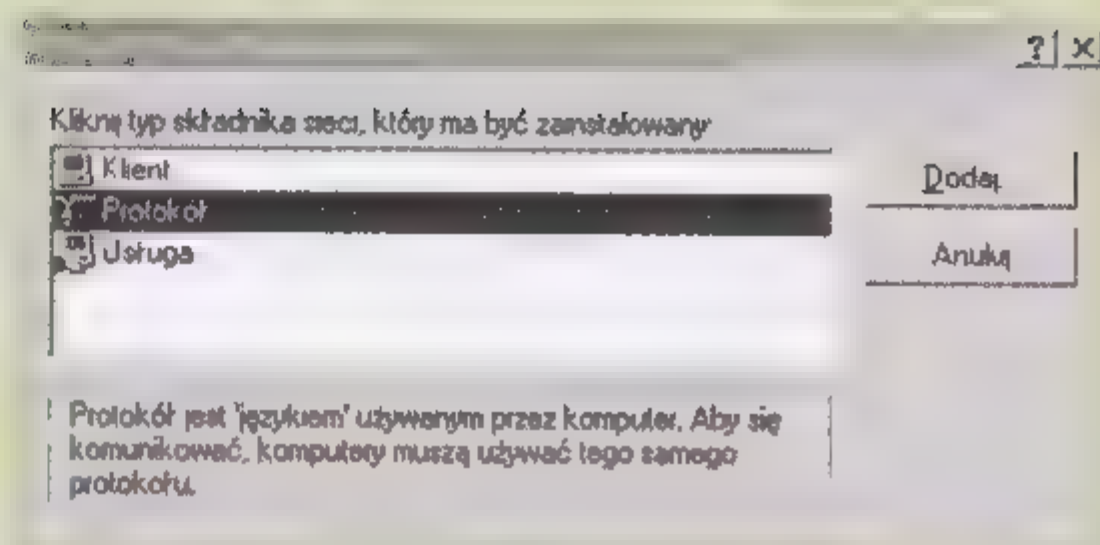 ? X
Kliknij typ składnika sieci, który ma być zainstalowany:
Klient
Protokół
Usługa
Dodaj...
Anuluj
Protokół jest "językiem" używanym przez komputer. Aby się
komunikować, komputery muszą używać tego samego
protokołu.